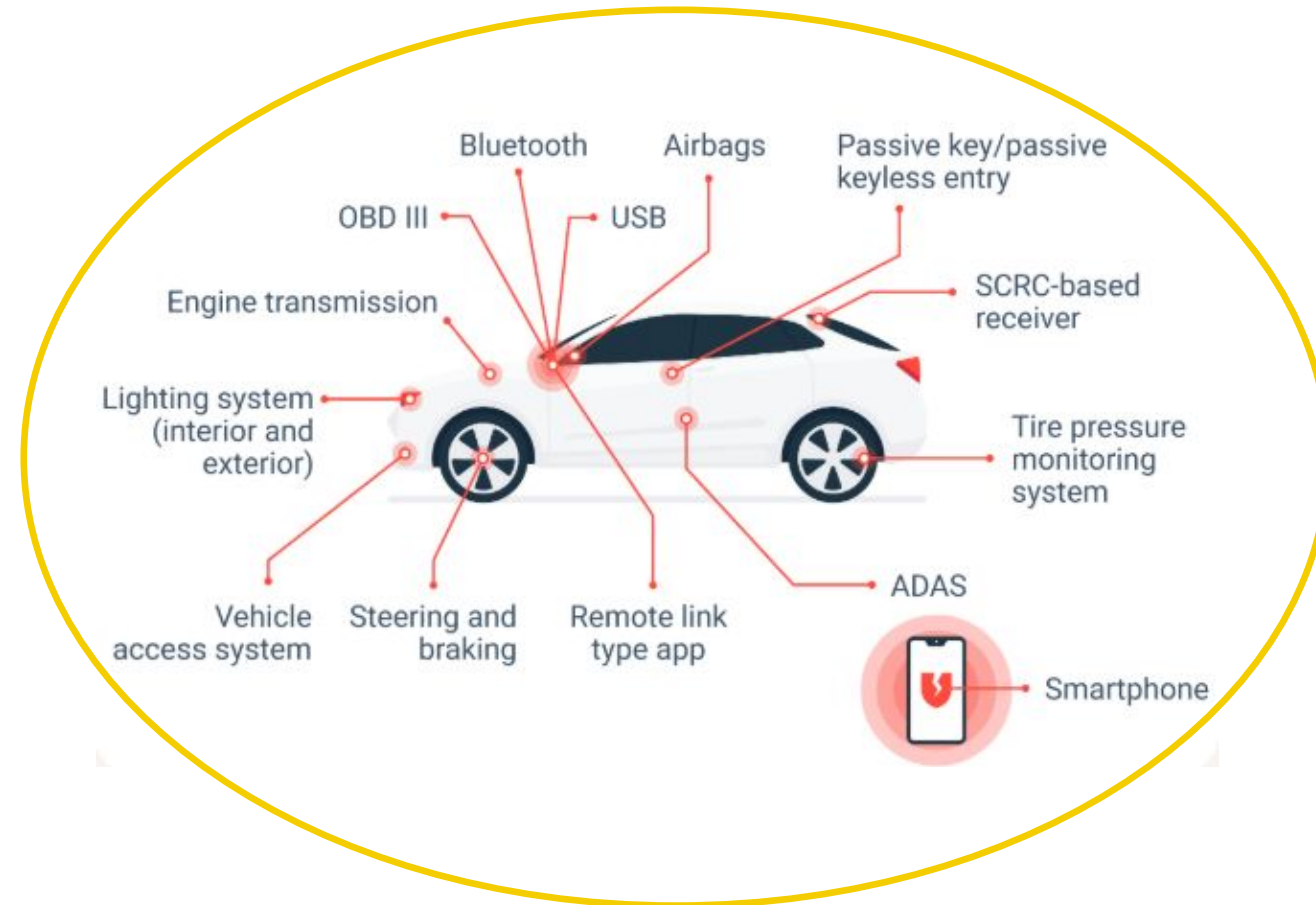 Bluetooth
Airbags
Passive key/passive
keyless entry
OBD III
USB
Engine transmission
SCRC-based
receiver
Lighting system
(interior and
exterior)
Tire pressure
monitoring
system
ADAS
Vehicle
access system
Steering and
braking
Remote link
type app
Smartphone